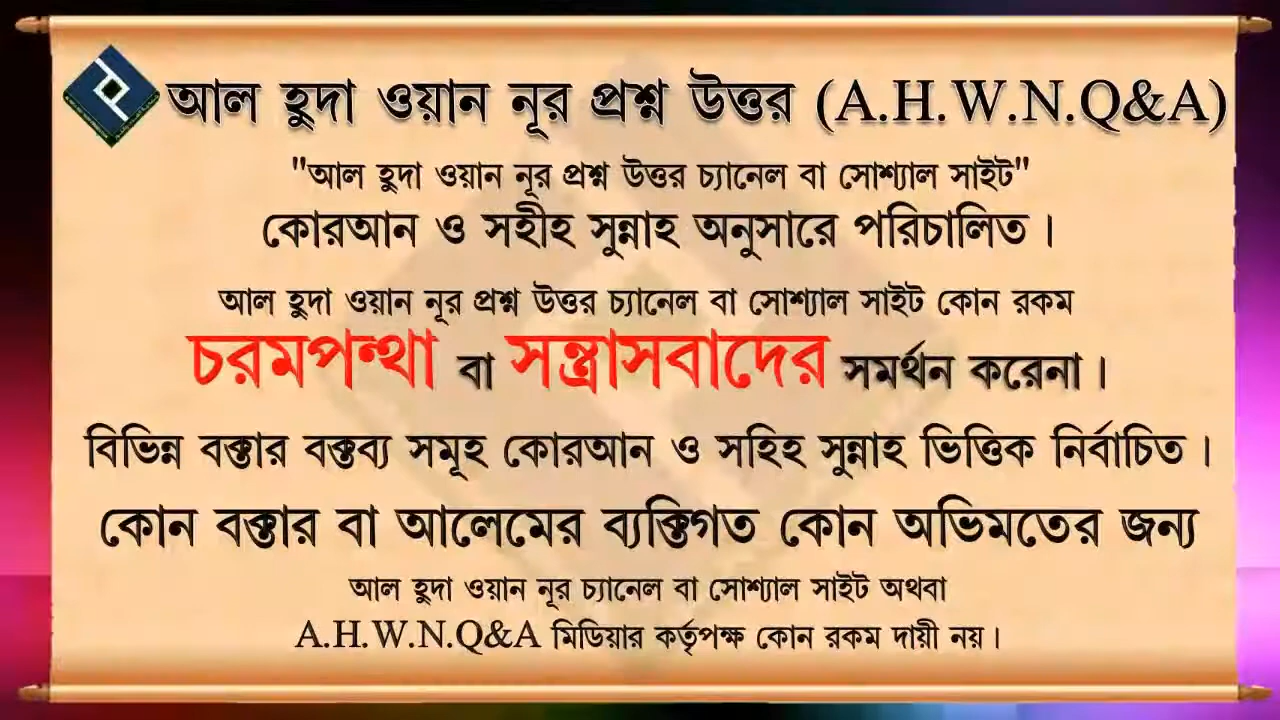 আল হুদা ওয়ান নূর প্রশ্ন উত্তর (A.H.W.N.Q&A)
"আল হুদা ওয়ান নূর প্রশ্ন উত্তর চ্যানেল বা সোশ্যাল সাইট"
কোরআন ও সহীহ সুন্নাহ অনুসারে পরিচালিত।
আল হুদা ওয়ান নূর প্রশ্ন উত্তর চ্যানেল বা সোশ্যাল সাইট কোন রকম
চরমপন্থা বা সন্ত্রাসবাদের সমর্থন করেনা।
বিভিন্ন বক্তার বক্তব্য সমূহ কোরআন ও সহিহ সুন্নাহ ভিত্তিক নির্বাচিত।
কোন বক্তার বা আলেমের ব্যক্তিগত কোন অভিমতের জন্য
আল হুদা ওয়ান নূর চ্যানেল বা সোশ্যাল সাইট অথবা
A.H.W.N.Q&A মিডিয়ার কর্তৃপক্ষ কোন রকম দায়ী নয়।